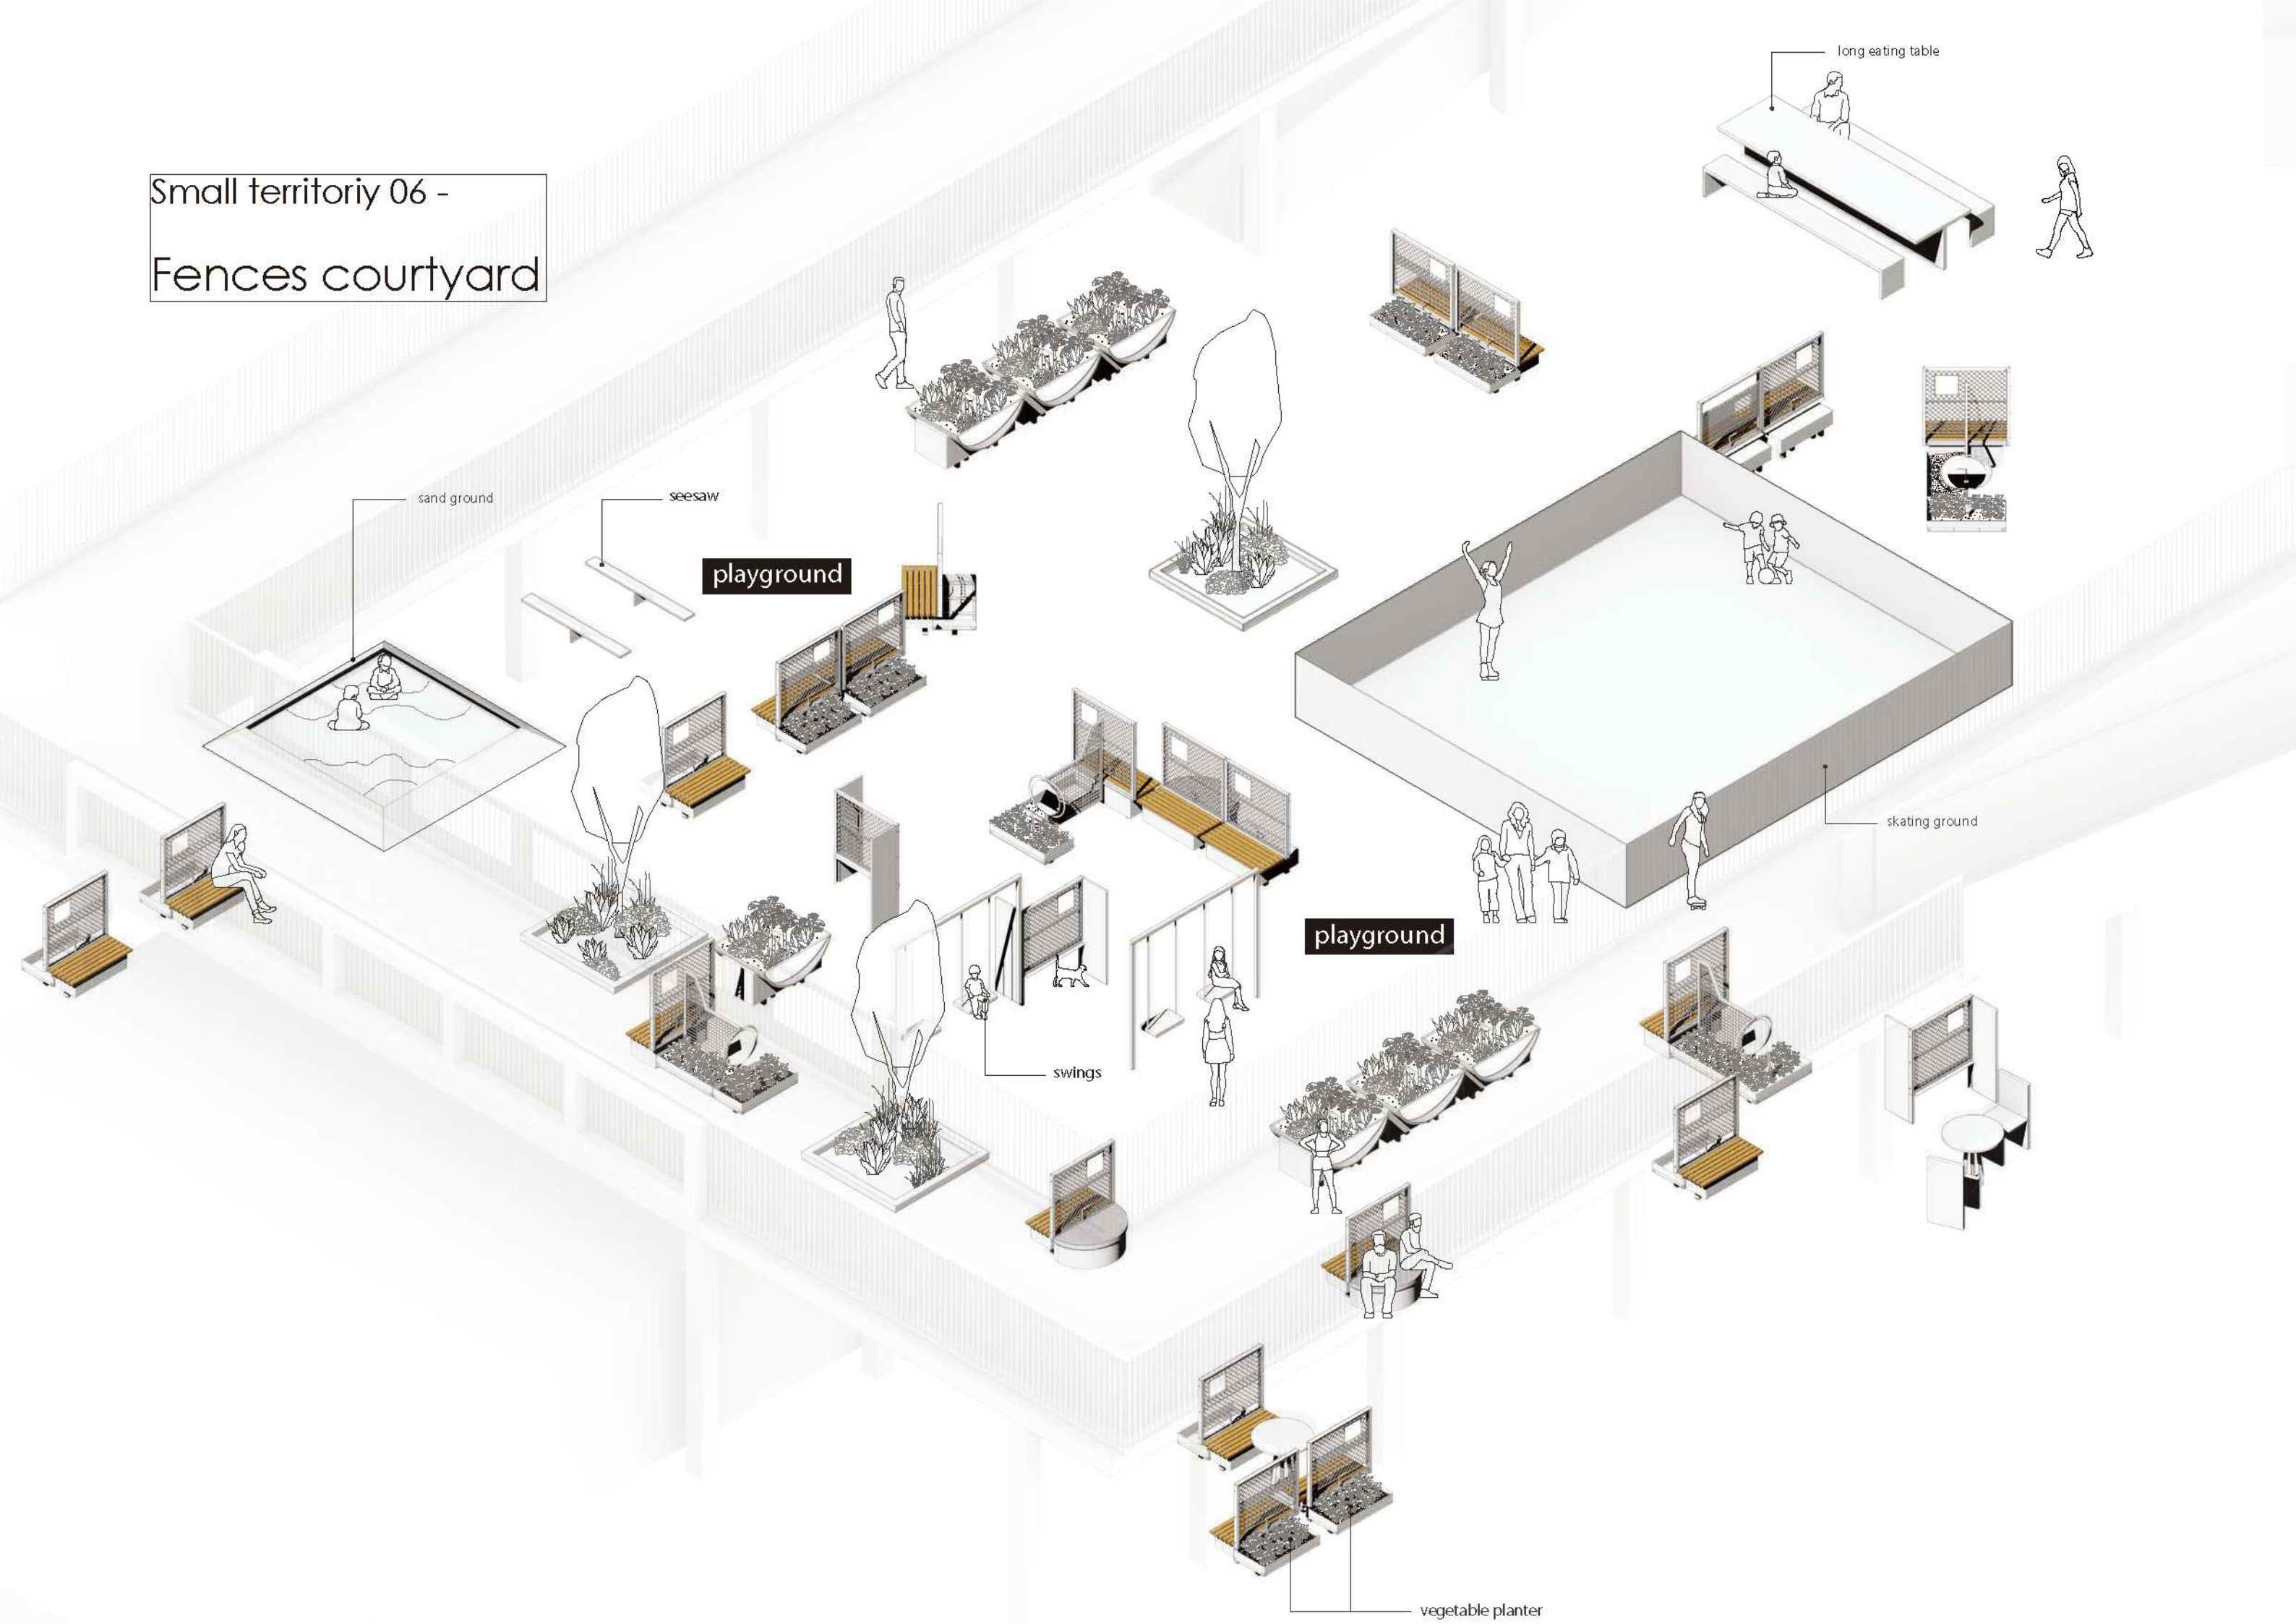 long eating table
Small territoriy 06 -
Fences courtyard
sand ground
seesaw
playground
skating ground
playground
swings
vegetable planter